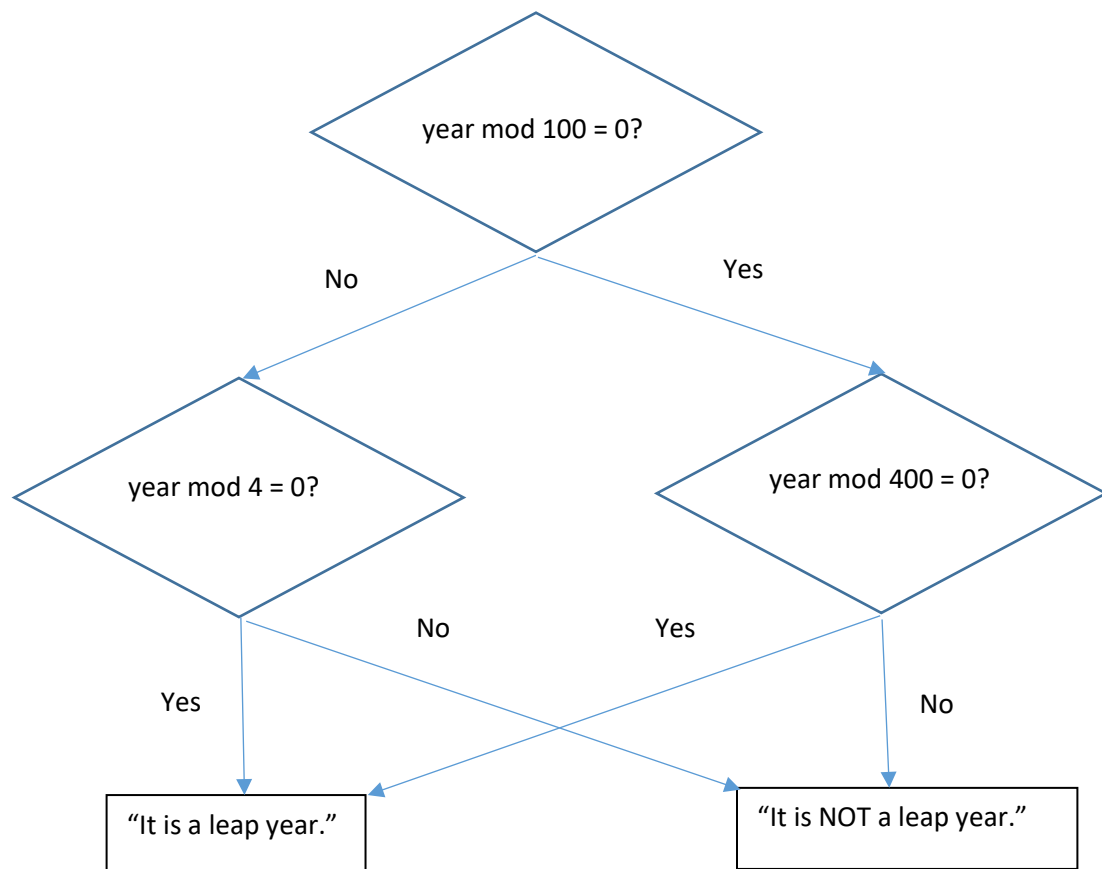 year mod 100 = 0?
No
Yes
year mod 4 = 0?
year mod 400 = 0?
No
Yes
Yes
No
“It is a leap year.”
“It is NOT a leap year.”